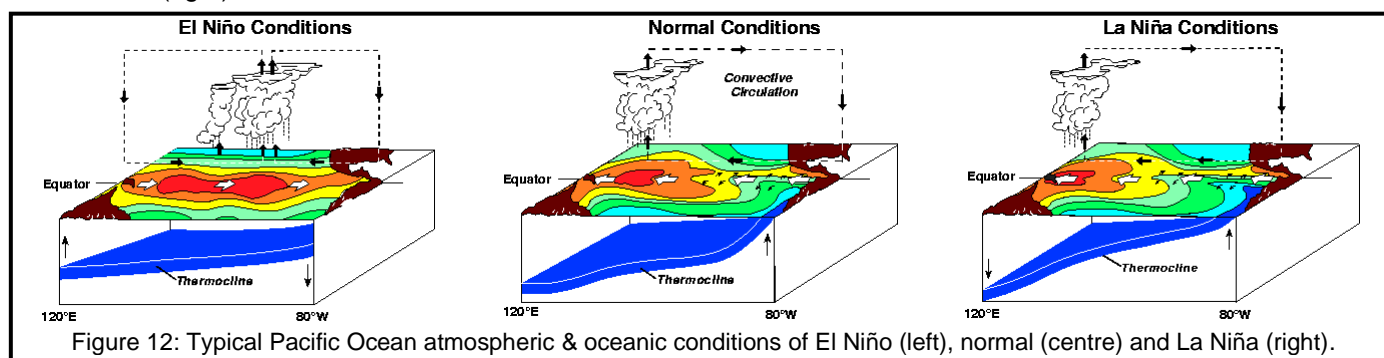 (right)
El Niño Conditions
Normal Conditions
La Niña Conditions
Convective
Circulation
Equator
Equator
Equator
Thermocline
Thermocline
Thermocline
120°E
80°W
120°E
80°W
120°E
80°W
Figure 12: Typical Pacific Ocean atmospheric & oceanic conditions of El Niño (left), normal (centre) and La Niña (right).